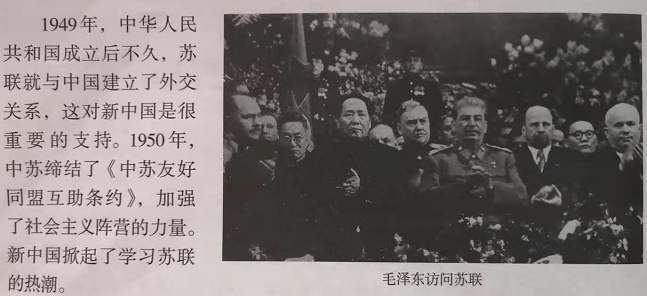 1949年，中华人民
共和国成立后不久，苏
联就与中国建立了外交
关系，这对新中国是很
重要的支持。1950年，
中苏缔结了《中苏友好
同盟互助条约》，加强
了社会主义阵营的力量。
新中国掀起了学习苏联
的热潮。
毛泽东访问苏联